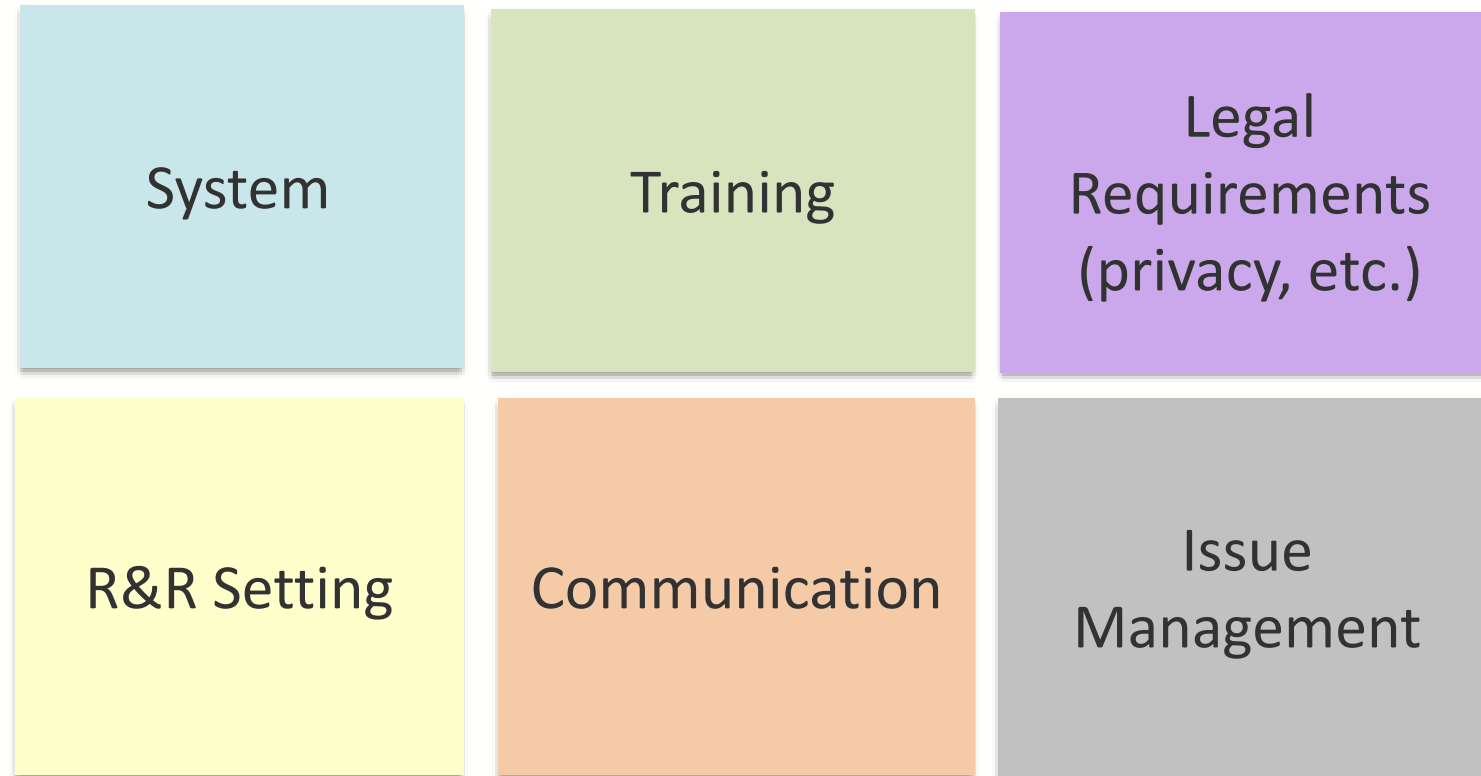 System
Training
Legal
Requirements
(privacy, etc.)
R&R Setting
Communication
Issue
Management